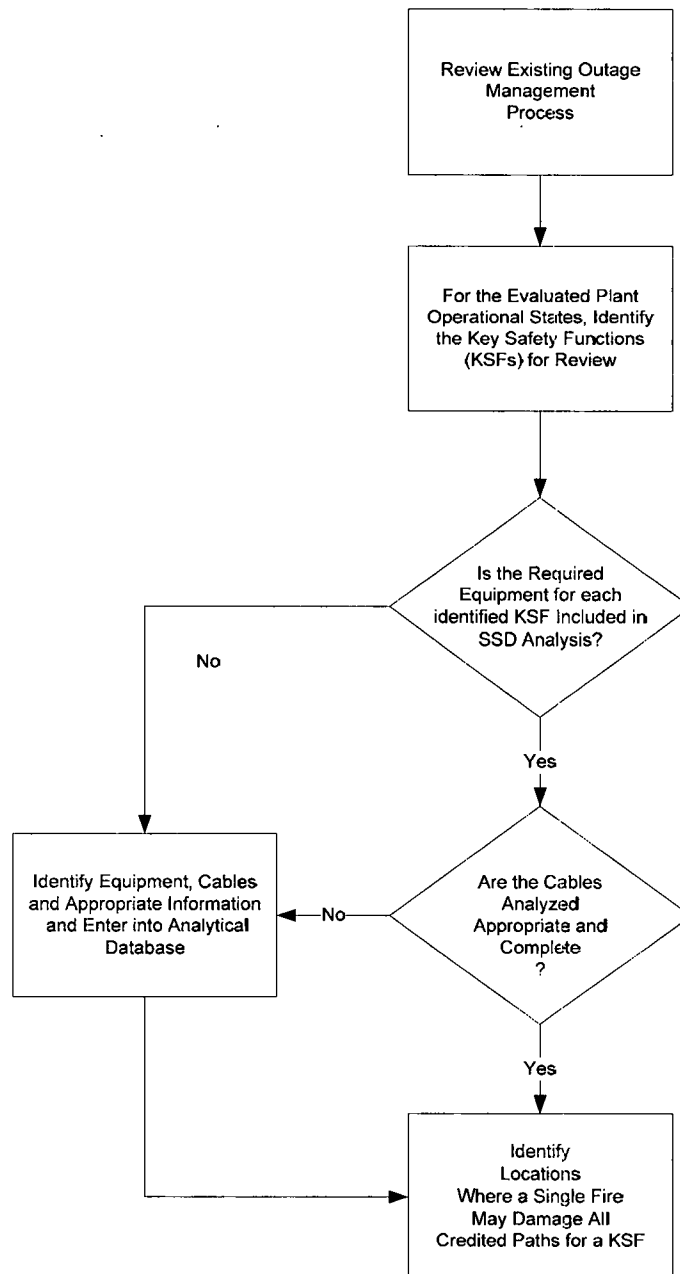 Review Existing Outage
Management
Process
For the Evaluated Plant
Operational States, Identify
the Key Safety Functions
(KSFs) for Review
Is the Required
Equipment for each
identified KSF Included in
SSD Analysis?
No
Yes
Identify Equipment, Cables
and Appropriate Information
and Enter into Analytical
Database
No
Are the Cables
Analyzed
Appropriate and
Complete
?
Yes
Identify
Locations
Where a Single Fire
May Damage All
Credited Paths for a KSF